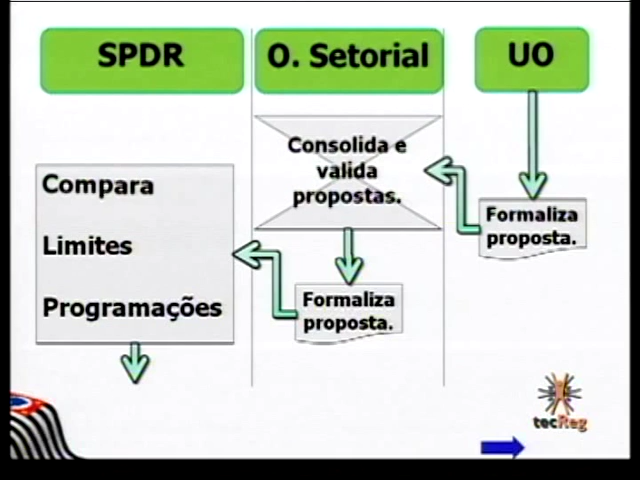 SPDR
O. Setorial
UO
Consolida e
valida
propostas.
Compara
Limites
Programações
Formaliza
proposta.
Formaliza
proposta.
tecReg